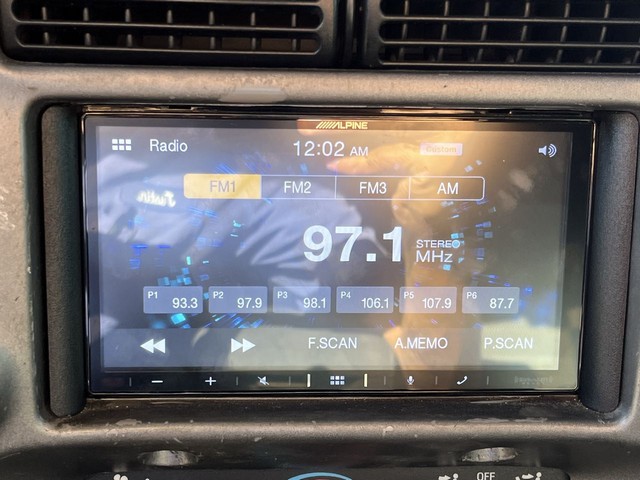 ALPINE
Radio 12:02 AM Custom
FM1 FM2 FM3 AM
97.1 STEREO MHz
P1 93.3 P2 97.9 P3 98.1 P4 106.1 P5 107.9 P6 87.7
F.SCAN A.MEMO P.SCAN
OFF